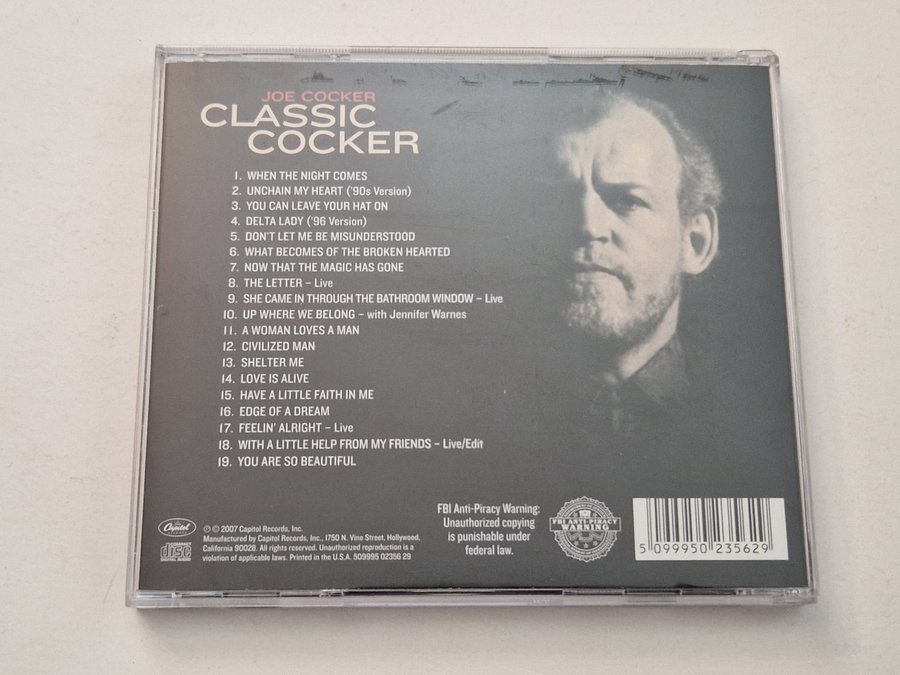 JOE COCKER
CLASSIC
COCKER
1. WHEN THE NIGHT COMES
2. UNCHAIN MY HEART ('90s Version)
3. YOU CAN LEAVE YOUR HAT ON
4. DELTA LADY ('96 Version)
5. DON'T LET ME BE MISUNDERSTOOD
6. WHAT BECOMES OF THE BROKEN HEARTED
7. NOW THAT THE MAGIC HAS GONE
8. THE LETTER – Live
9. SHE CAME IN THROUGH THE BATHROOM WINDOW – Live
10. UP WHERE WE BELONG – with Jennifer Warnes
11. A WOMAN LOVES A MAN
12. CIVILIZED MAN
13. SHELTER ME
14. LOVE IS ALIVE
15. HAVE A LITTLE FAITH IN ME
16. EDGE OF A DREAM
17. FEELIN' ALRIGHT – Live
18. WITH A LITTLE HELP FROM MY FRIENDS – Live/Edit
19. YOU ARE SO BEAUTIFUL
Capitol
COMPACT
disc
DIGITAL AUDIO
℗ © 2007 Capitol Records, Inc.
Manufactured by Capitol Records, Inc., 1750 N. Vine Street, Hollywood,
California 90028. All rights reserved. Unauthorized reproduction is a
violation of applicable laws. Printed in the U.S.A. 509995 02356 29
FBI Anti-Piracy Warning:
Unauthorized copying
is punishable under
federal law.
FBI ANTI-PIRACY
WARNING
5 099950 235629